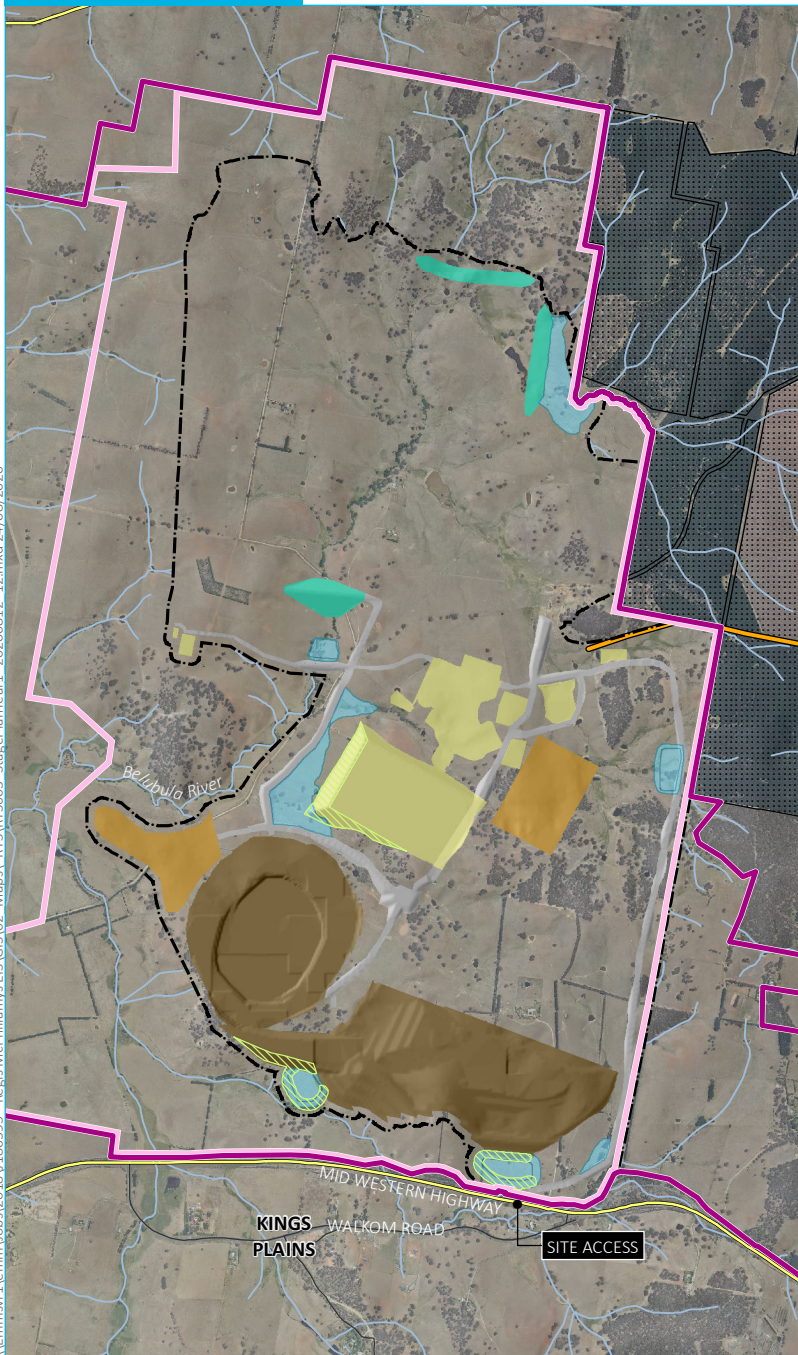 Belubula River
MID WESTERN HIGHWAY
KINGS
PLAINS
WALKOM ROAD
SITE ACCESS